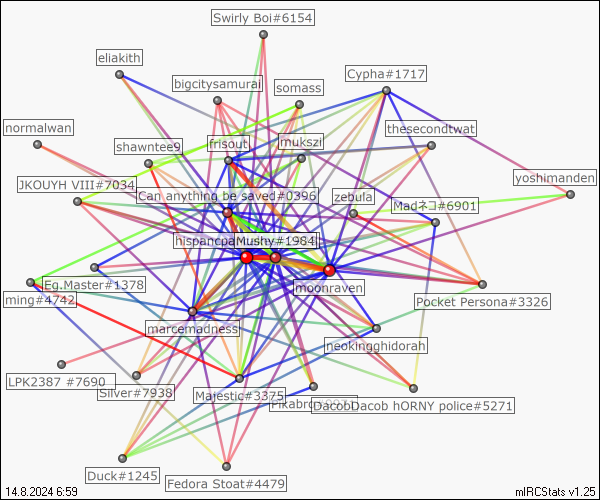 Swirly Boi#6154
eliakith
Cypha#1717
bigcitysamurai
somass
normalwan
thesecondtwat
shawntee9
frisout
mukszi
yoshimanden
JKOUYH VIII#7034
Can anything be saved#0396
zebula
Madネコ#6901
hispancpa
Mushy#1984
Eg.Master#1378
moonraven
ming#4742
Pocket Persona#3326
marcemadness
neokingghidorah
LPK2387 #7690
Silver#7938
Majestic#3375
DacobDacob hORNY police#5271
Duck#1245
Fedora Stoat#4479
14.8.2024 6:59
mIRCStats v1.25